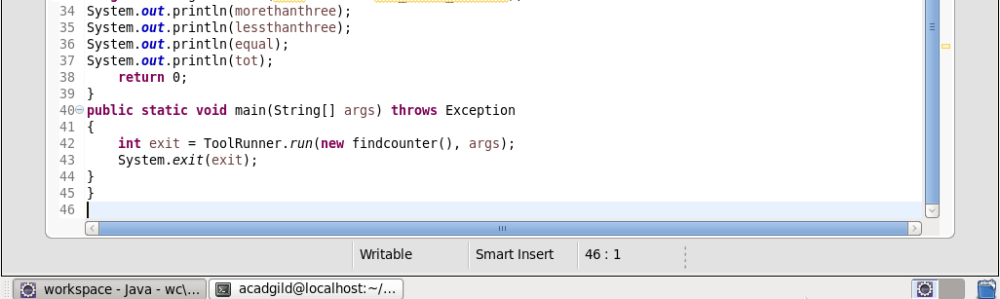 34 System.out.println(morethanthree);
35 System.out.println(lessthanthree);
36 System.out.println(equal);
37 System.out.println(tot);
38     return 0;
39 }
40 public static void main(String[] args) throws Exception
41 {
42     int exit = ToolRunner.run(new findcounter(), args);
43     System.exit(exit);
44 }
45 }
46
Writable Smart Insert 46 : 1
workspace - Java - wc\... acadgild@localhost:~/...